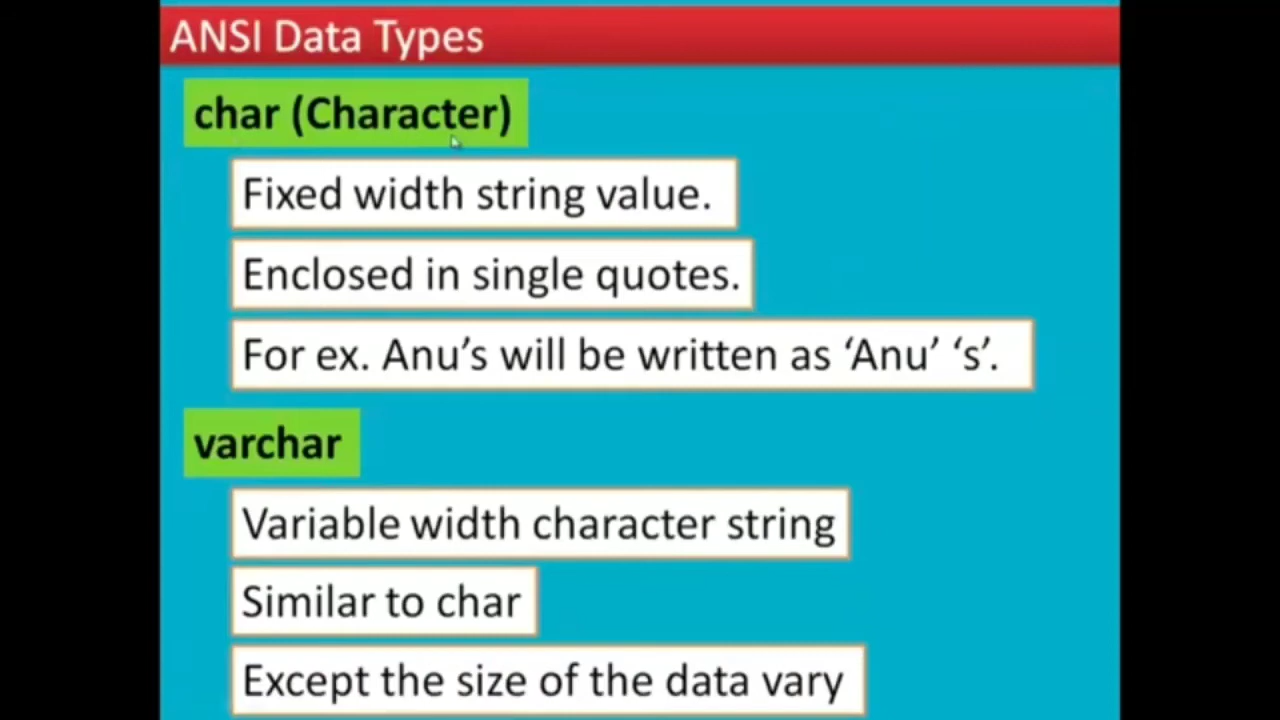 ANSI Data Types
char (Character)
Fixed width string value.
Enclosed in single quotes.
For ex. Anu’s will be written as ‘Anu’ ‘s’.
varchar
Variable width character string
Similar to char
Except the size of the data vary